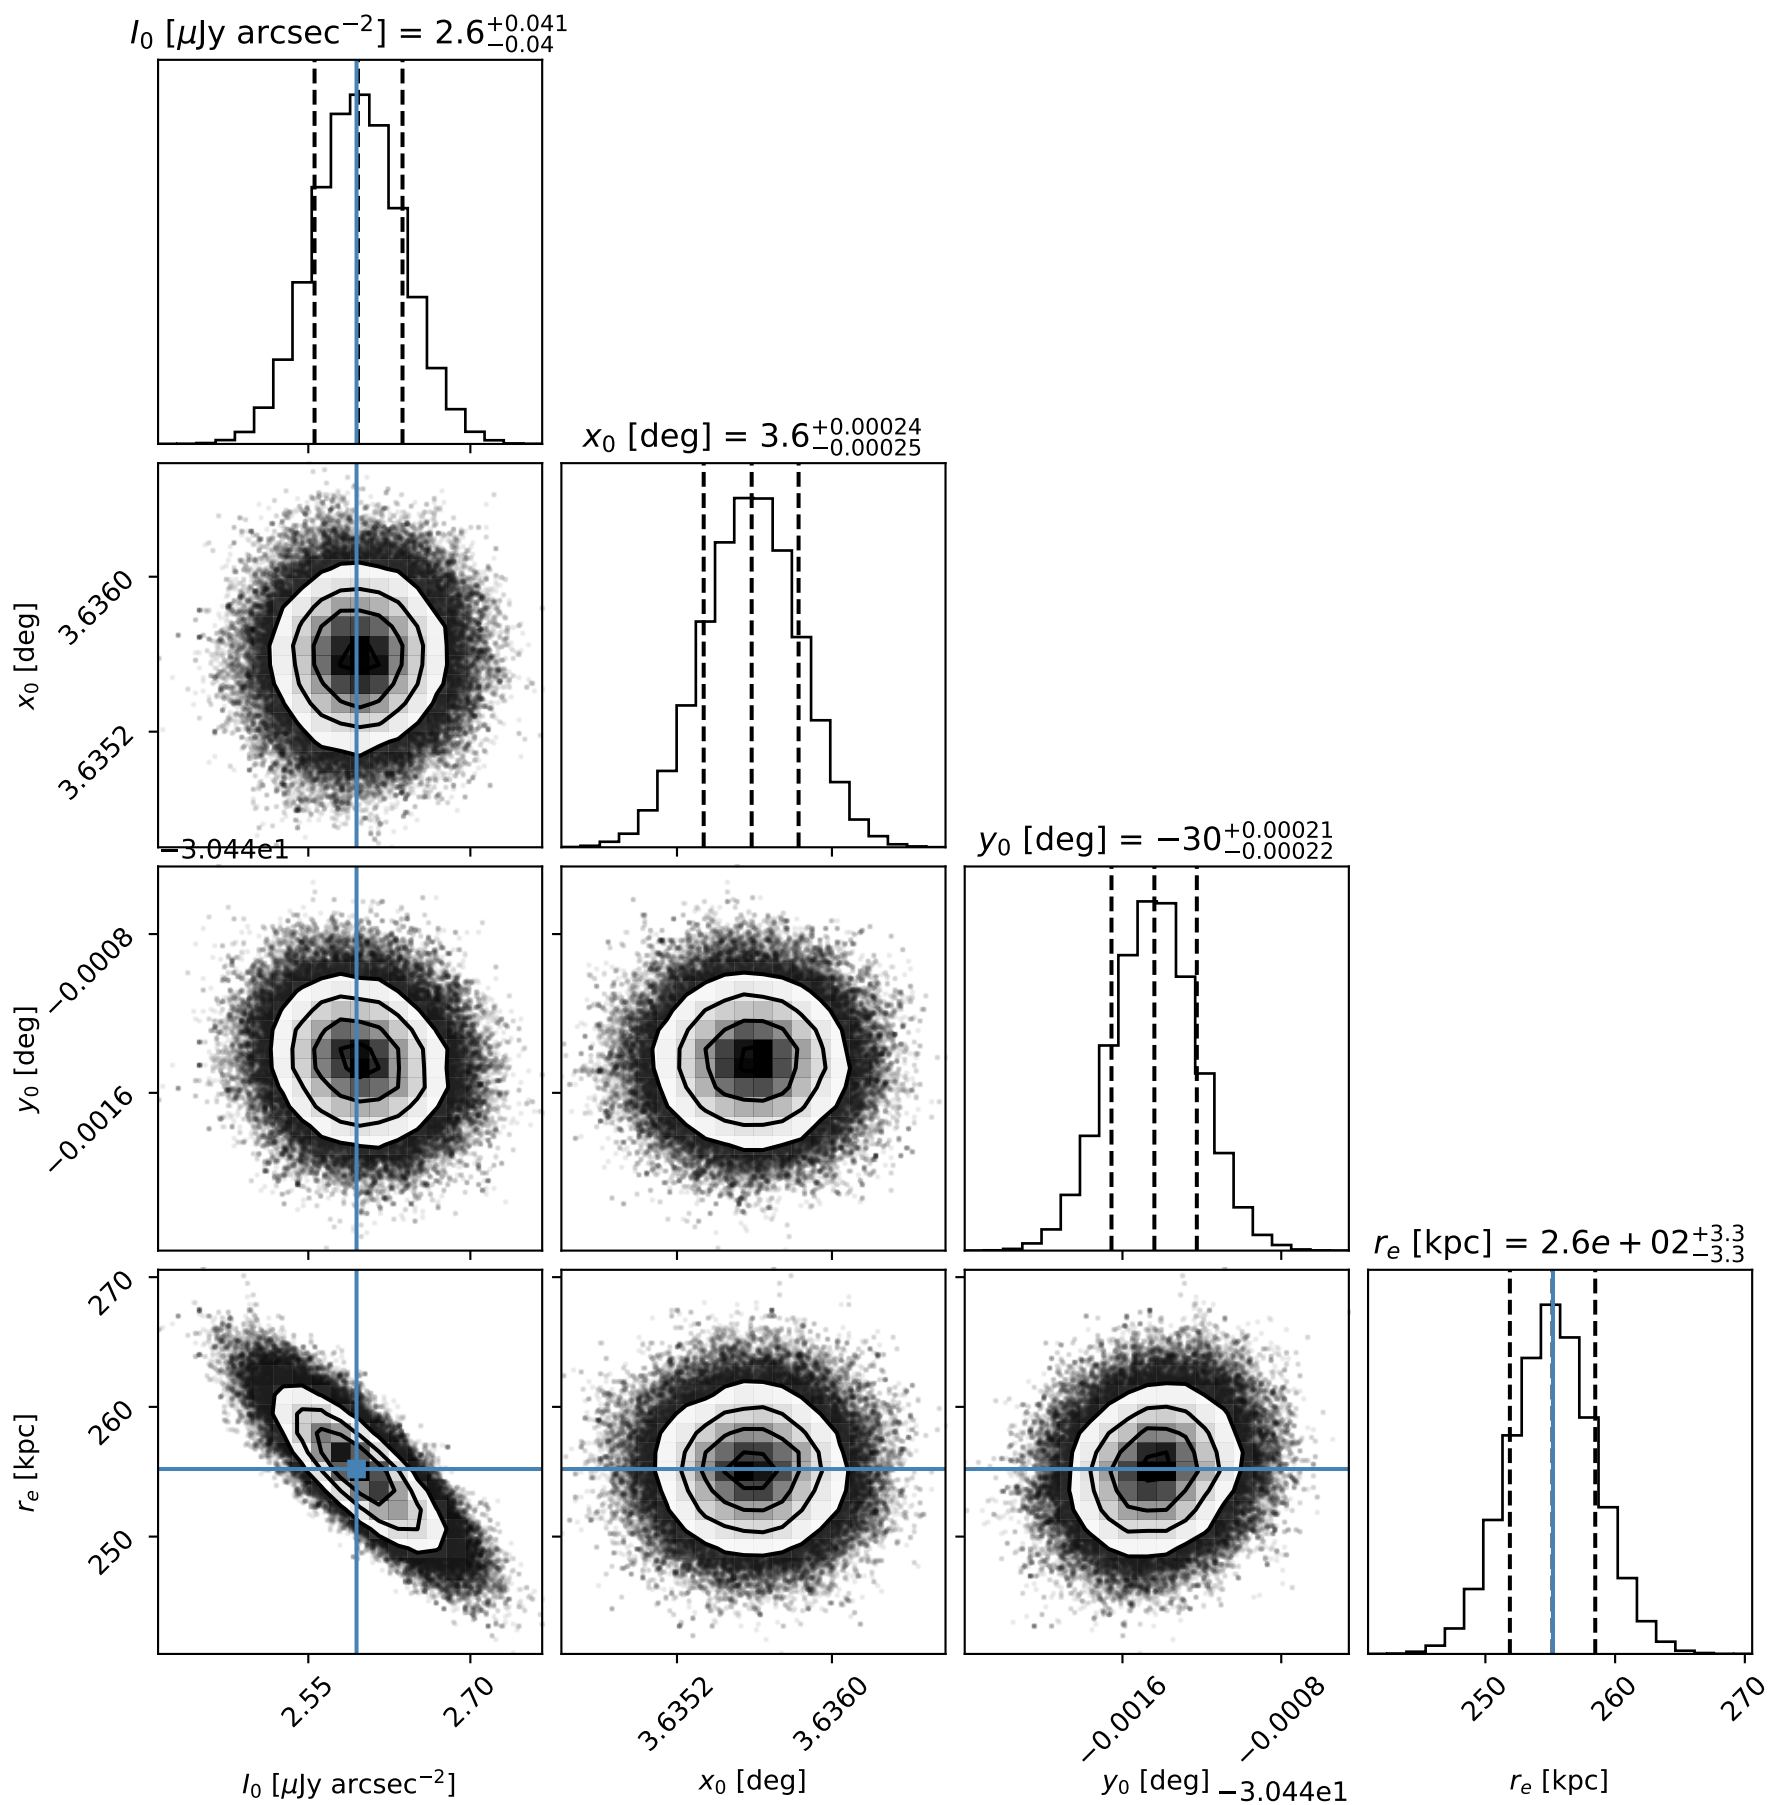 I₀ [μJy arcsec⁻²] = 2.6 +0.041 −0.04
x₀ [deg] = 3.6 +0.00024 −0.00025
3.6360
3.6352
x₀ [deg]
−3.044e1
y₀ [deg] = −30 +0.00021 −0.00022
−0.0008
−0.0016
y₀ [deg]
rₑ [kpc] = 2.6e + 02 +3.3 −3.3
270
260
250
rₑ [kpc]
2.55 2.70 3.6352 3.6360 −0.0016 −0.0008 250 260 270
I₀ [μJy arcsec⁻²] x₀ [deg] y₀ [deg] −3.044e1 rₑ [kpc]